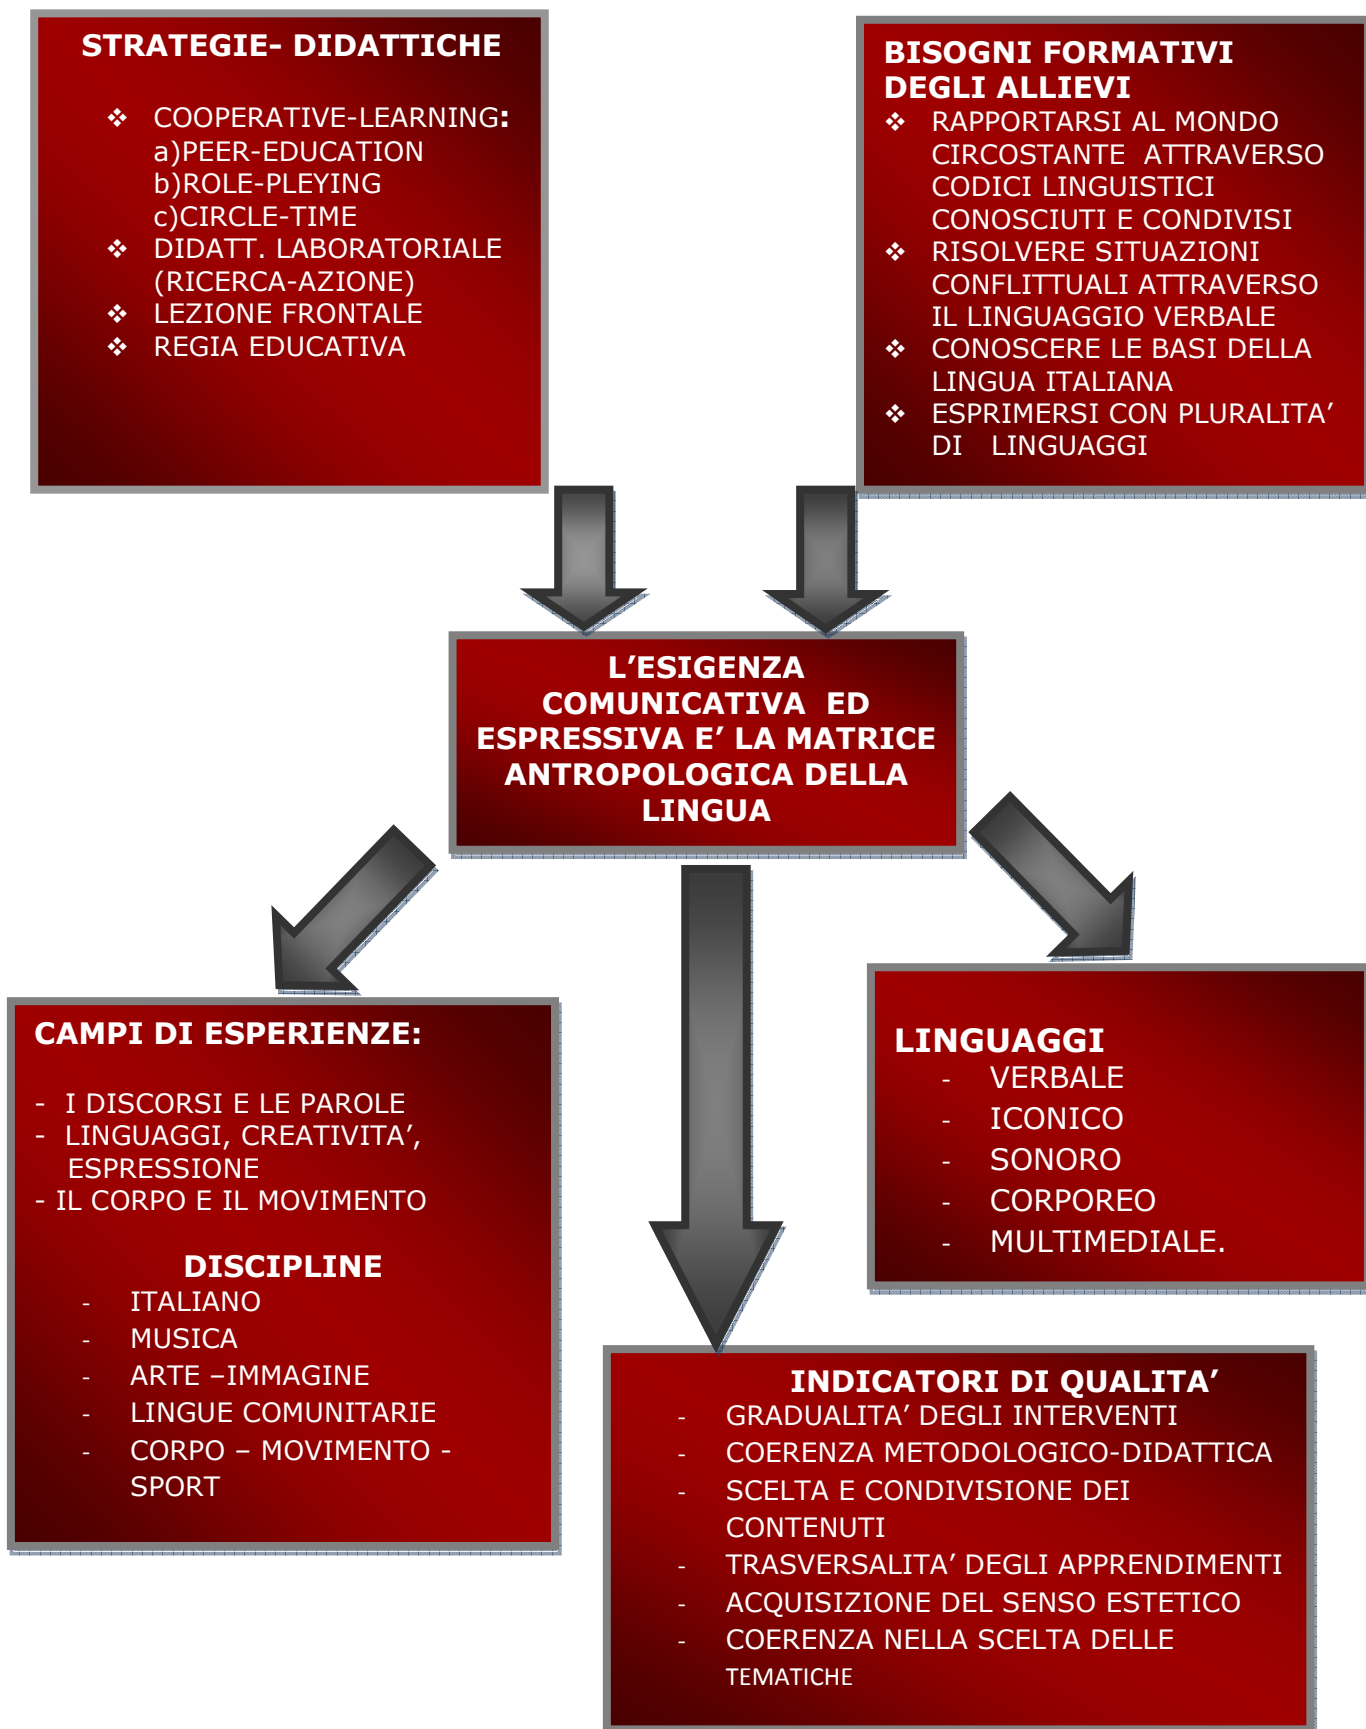 STRATEGIE- DIDATTICHE
❖ COOPERATIVE-LEARNING:
a)PEER-EDUCATION
b)ROLE-PLEYING
c)CIRCLE-TIME
❖ DIDATT. LABORATORIALE
(RICERCA-AZIONE)
❖ LEZIONE FRONTALE
❖ REGIA EDUCATIVA
BISOGNI FORMATIVI
DEGLI ALLIEVI
❖ RAPPORTARSI AL MONDO
CIRCOSTANTE ATTRAVERSO
CODICI LINGUISTICI
CONOSCIUTI E CONDIVISI
❖ RISOLVERE SITUAZIONI
CONFLITTUALI ATTRAVERSO
IL LINGUAGGIO VERBALE
❖ CONOSCERE LE BASI DELLA
LINGUA ITALIANA
❖ ESPRIMERSI CON PLURALITA’
DI LINGUAGGI
L’ESIGENZA
COMUNICATIVA ED
ESPRESSIVA E’ LA MATRICE
ANTROPOLOGICA DELLA
LINGUA
CAMPI DI ESPERIENZE:
- I DISCORSI E LE PAROLE
- LINGUAGGI, CREATIVITA’,
ESPRESSIONE
- IL CORPO E IL MOVIMENTO
DISCIPLINE
- ITALIANO
- MUSICA
- ARTE –IMMAGINE
- LINGUE COMUNITARIE
- CORPO – MOVIMENTO -
SPORT
LINGUAGGI
- VERBALE
- ICONICO
- SONORO
- CORPOREO
- MULTIMEDIALE.
INDICATORI DI QUALITA’
- GRADUALITA’ DEGLI INTERVENTI
- COERENZA METODOLOGICO-DIDATTICA
- SCELTA E CONDIVISIONE DEI
CONTENUTI
- TRASVERSALITA’ DEGLI APPRENDIMENTI
- ACQUISIZIONE DEL SENSO ESTETICO
- COERENZA NELLA SCELTA DELLE
TEMATICHE